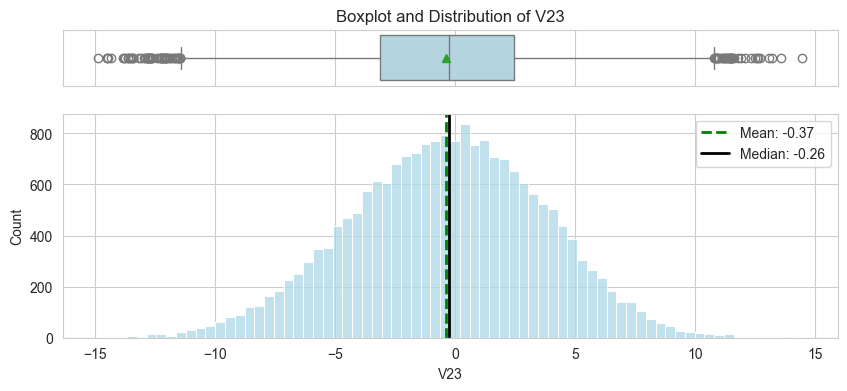 Boxplot and Distribution of V23
Mean: -0.37
Median: -0.26
Count
800
600
400
200
0
−15
−10
−5
0
5
10
15
V23